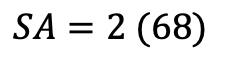 SA = 2 (68)